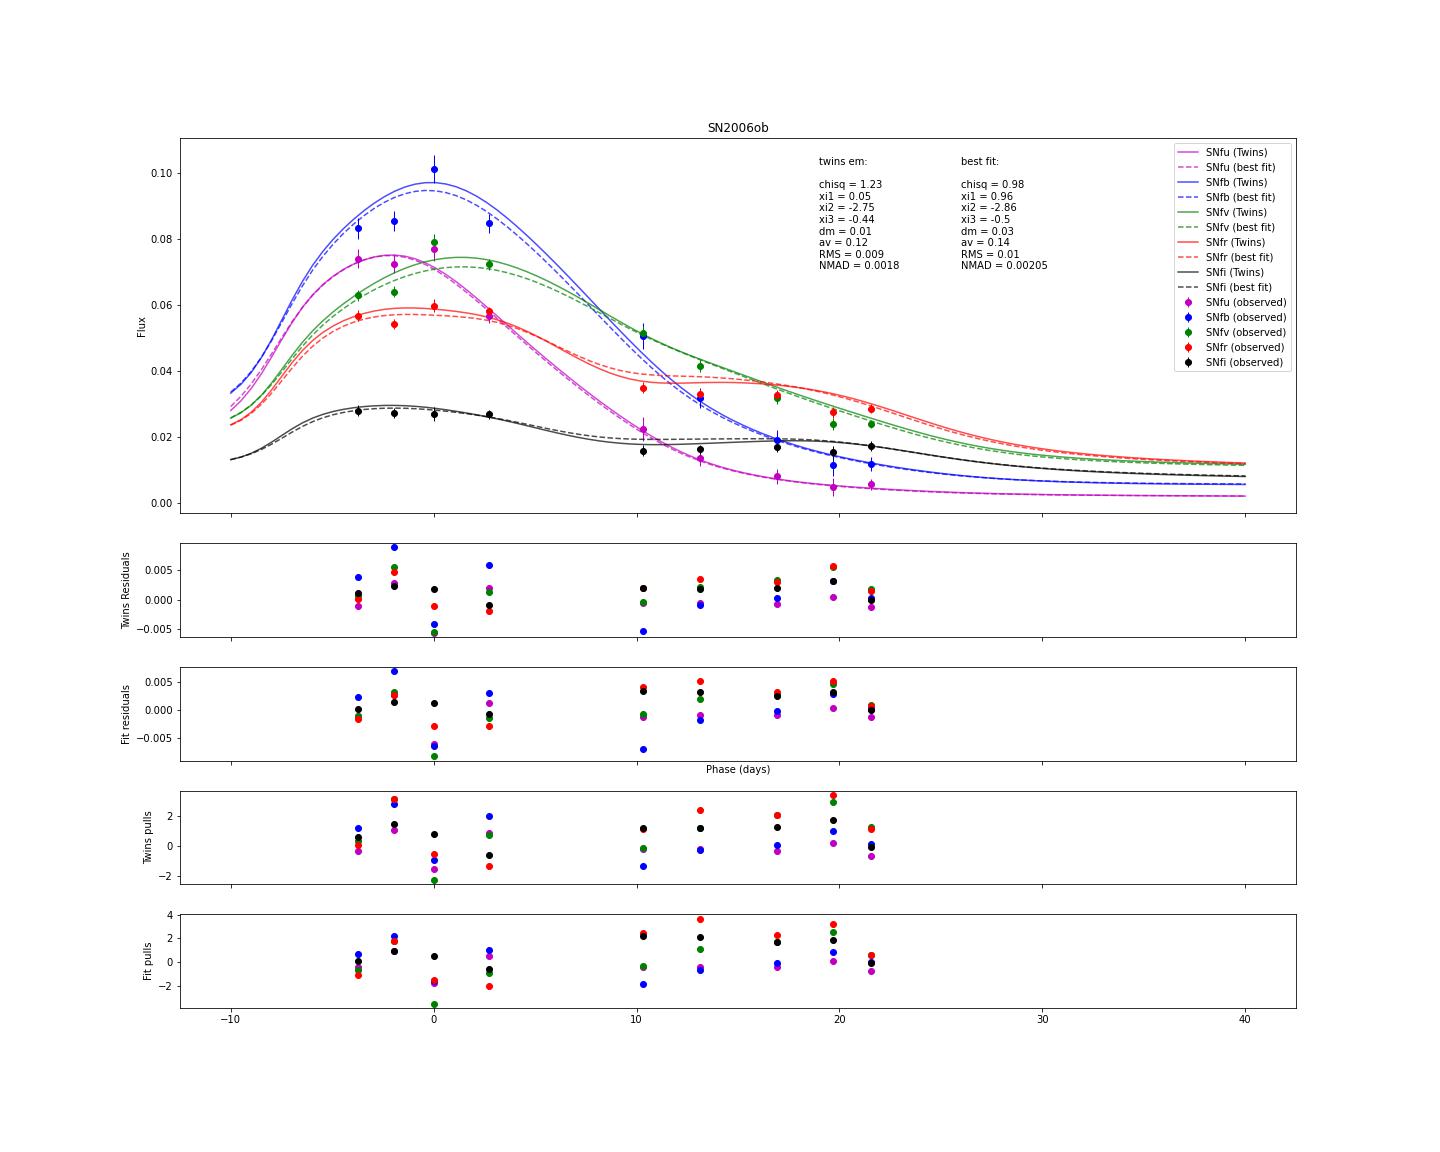 SN2006ob
Flux
0.10
0.08
0.06
0.04
0.02
0.00
twins em:
chisq = 1.23
xi1 = 0.05
xi2 = -2.75
xi3 = -0.44
dm = 0.01
av = 0.12
RMS = 0.009
NMAD = 0.0018
best fit:
chisq = 0.98
xi1 = 0.96
xi2 = -2.86
xi3 = -0.5
dm = 0.03
av = 0.14
RMS = 0.01
NMAD = 0.00205
SNfu (Twins)
SNfu (best fit)
SNfb (Twins)
SNfb (best fit)
SNfv (Twins)
SNfv (best fit)
SNfr (Twins)
SNfr (best fit)
SNfi (Twins)
SNfi (best fit)
SNfu (observed)
SNfb (observed)
SNfv (observed)
SNfr (observed)
SNfi (observed)
Twins Residuals
0.005
0.000
−0.005
Fit residuals
0.005
0.000
−0.005
Phase (days)
Twins pulls
2
0
−2
Fit pulls
4
2
0
−2
−10
0
10
20
30
40